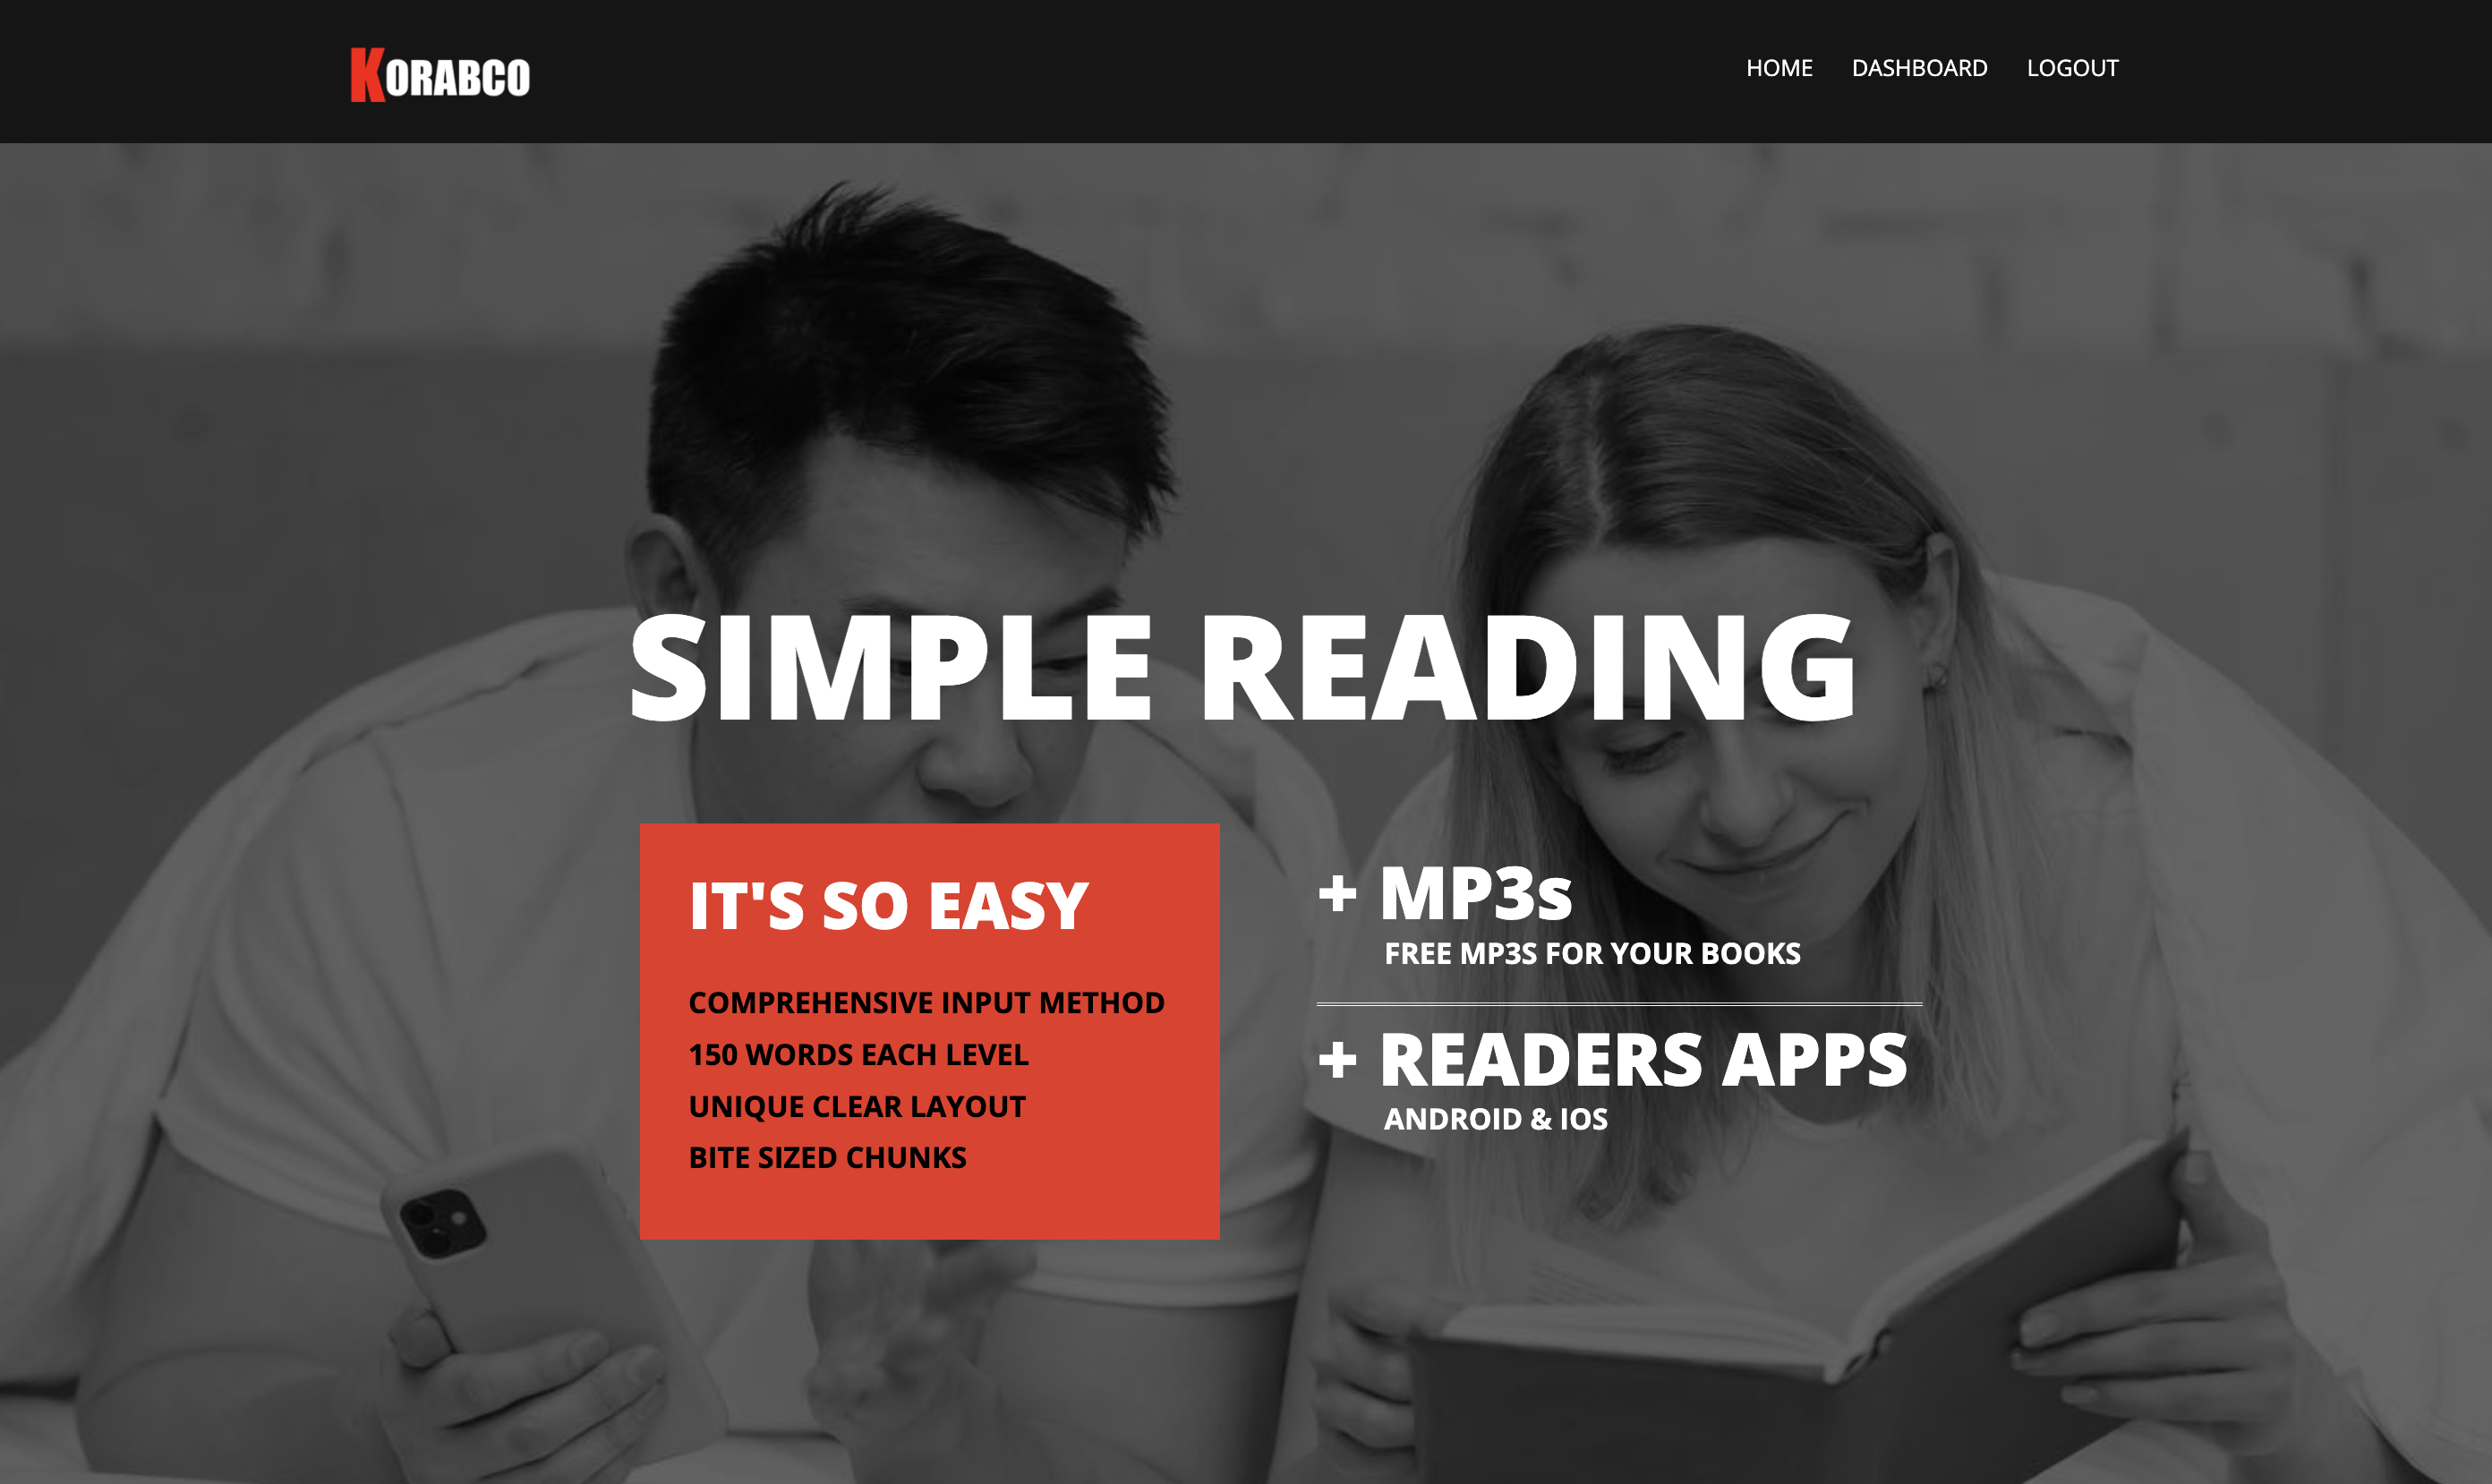 KORABCO
HOME DASHBOARD LOGOUT
SIMPLE READING
IT'S SO EASY
COMPREHENSIVE INPUT METHOD
150 WORDS EACH LEVEL
UNIQUE CLEAR LAYOUT
BITE SIZED CHUNKS
+ MP3s
FREE MP3S FOR YOUR BOOKS
+ READERS APPS
ANDROID & IOS